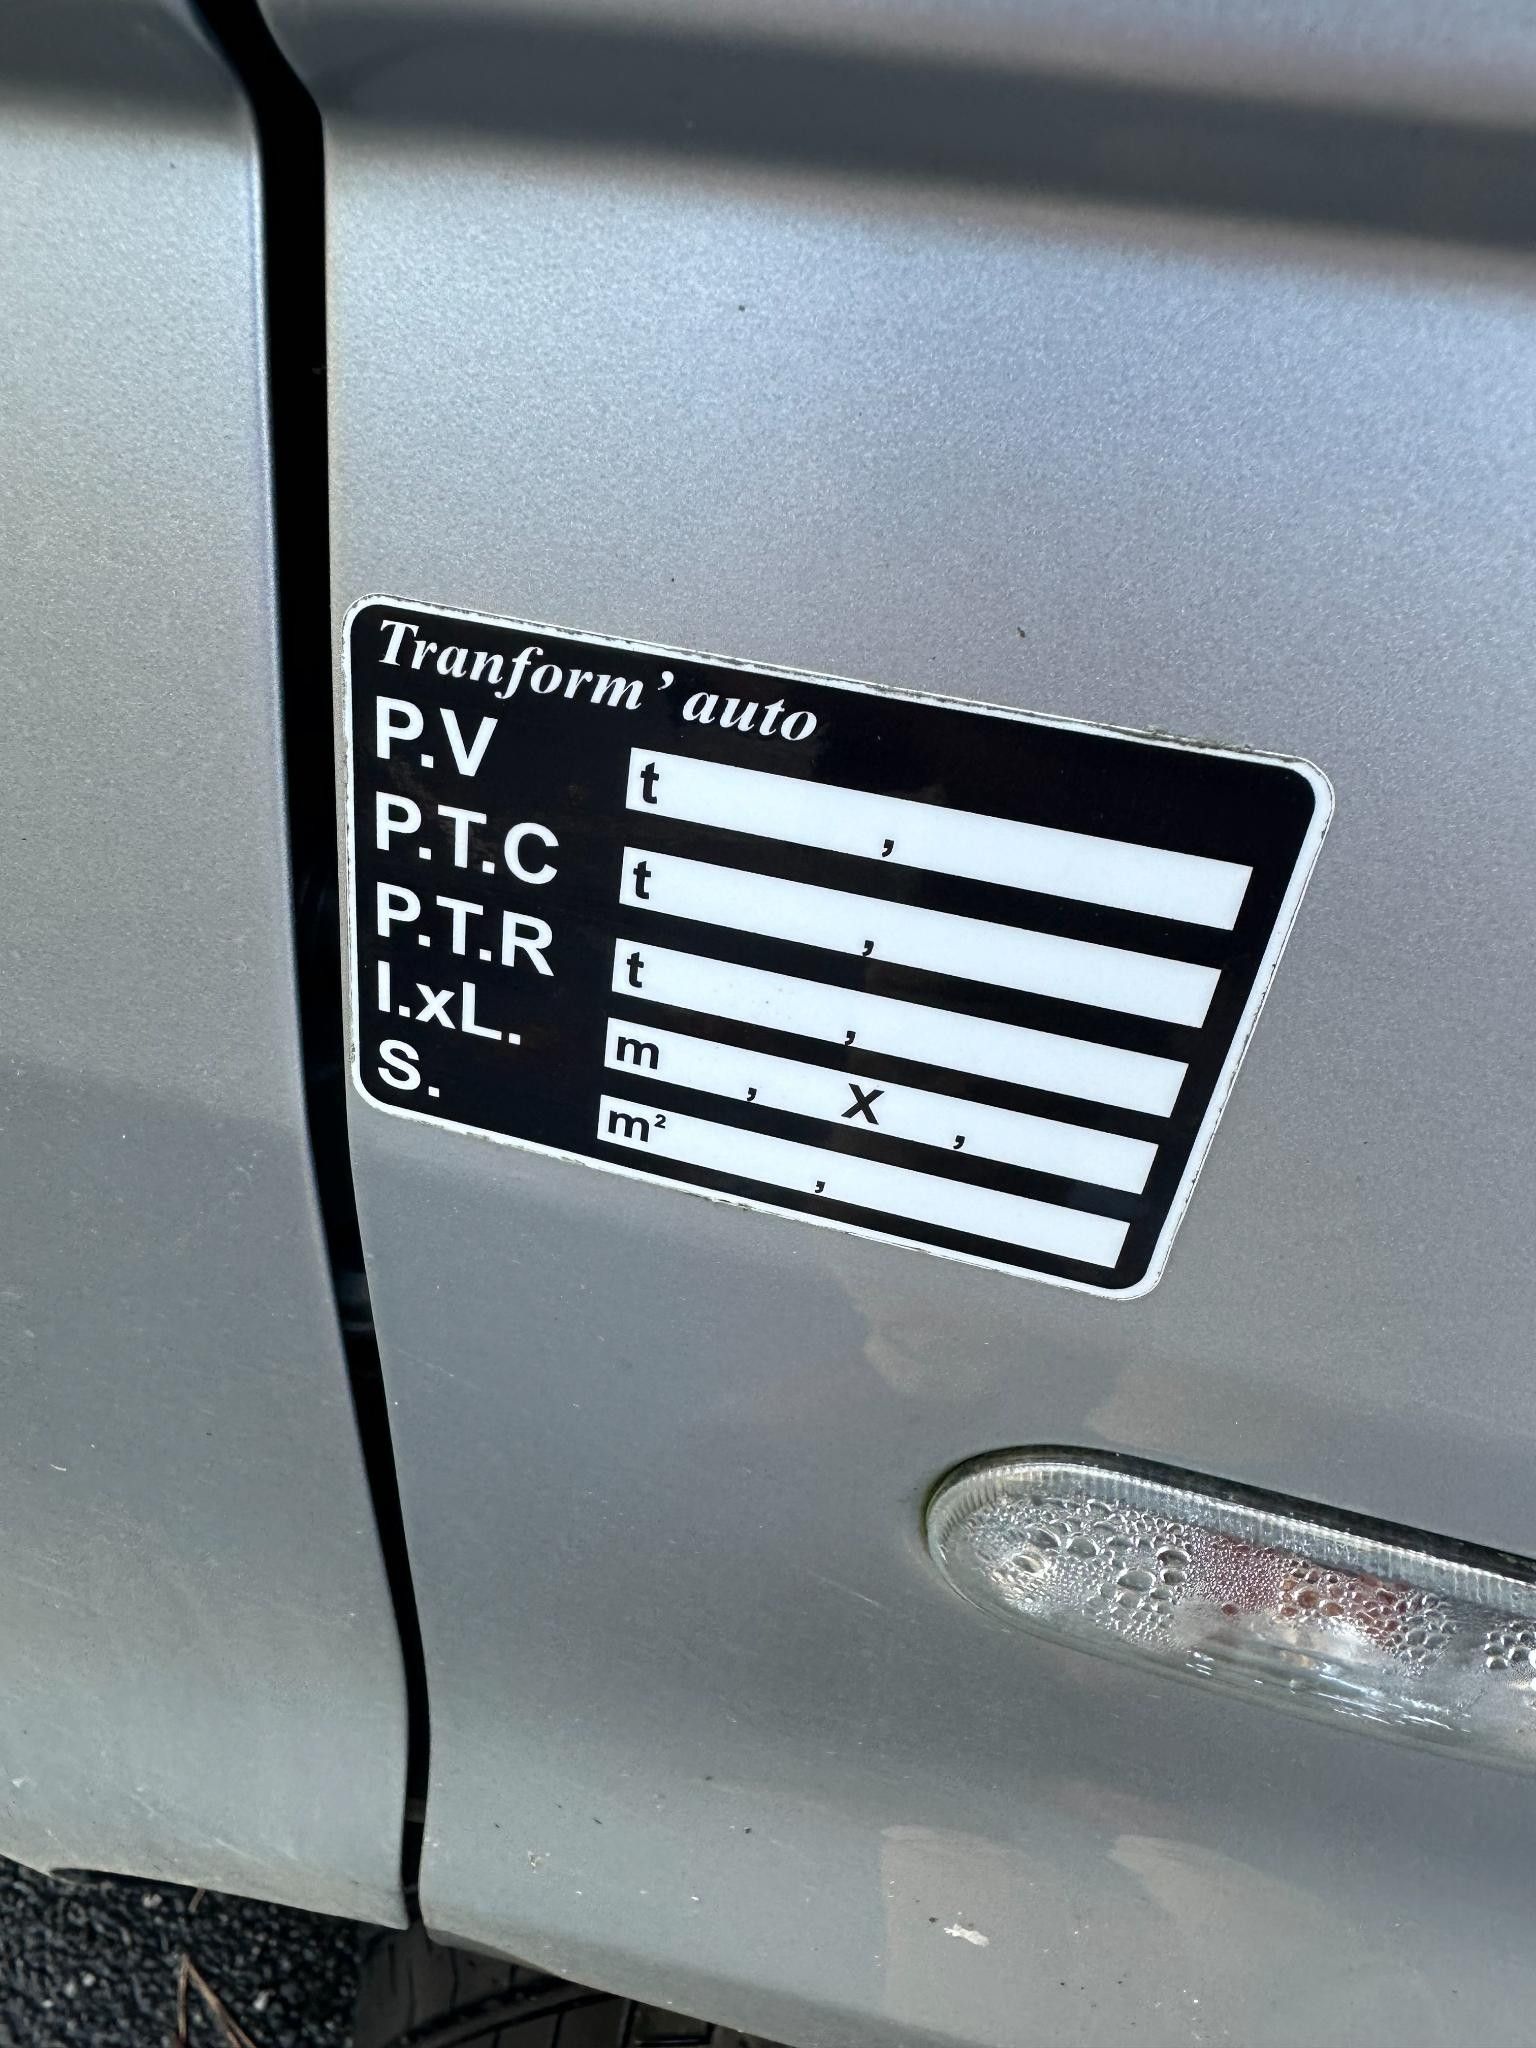 Tranform' auto
P.V t ,
P.T.C t ,
P.T.R t ,
l.xL. m , x ,
S. m² ,